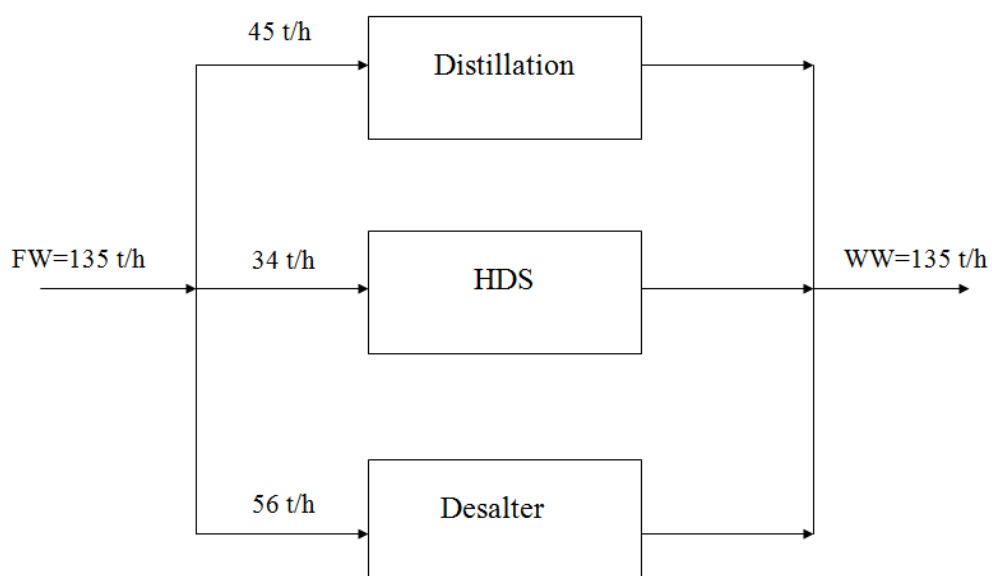 45 t/h
Distillation
FW=135 t/h
34 t/h
HDS
WW=135 t/h
56 t/h
Desalter